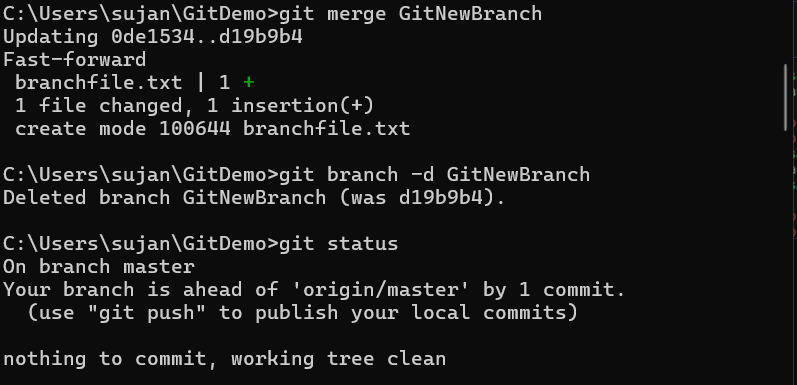 C:\Users\sujan\GitDemo>git merge GitNewBranch
Updating 0de1534..d19b9b4
Fast-forward
 branchfile.txt | 1 +
 1 file changed, 1 insertion(+)
 create mode 100644 branchfile.txt

C:\Users\sujan\GitDemo>git branch -d GitNewBranch
Deleted branch GitNewBranch (was d19b9b4).

C:\Users\sujan\GitDemo>git status
On branch master
Your branch is ahead of 'origin/master' by 1 commit.
  (use "git push" to publish your local commits)

nothing to commit, working tree clean